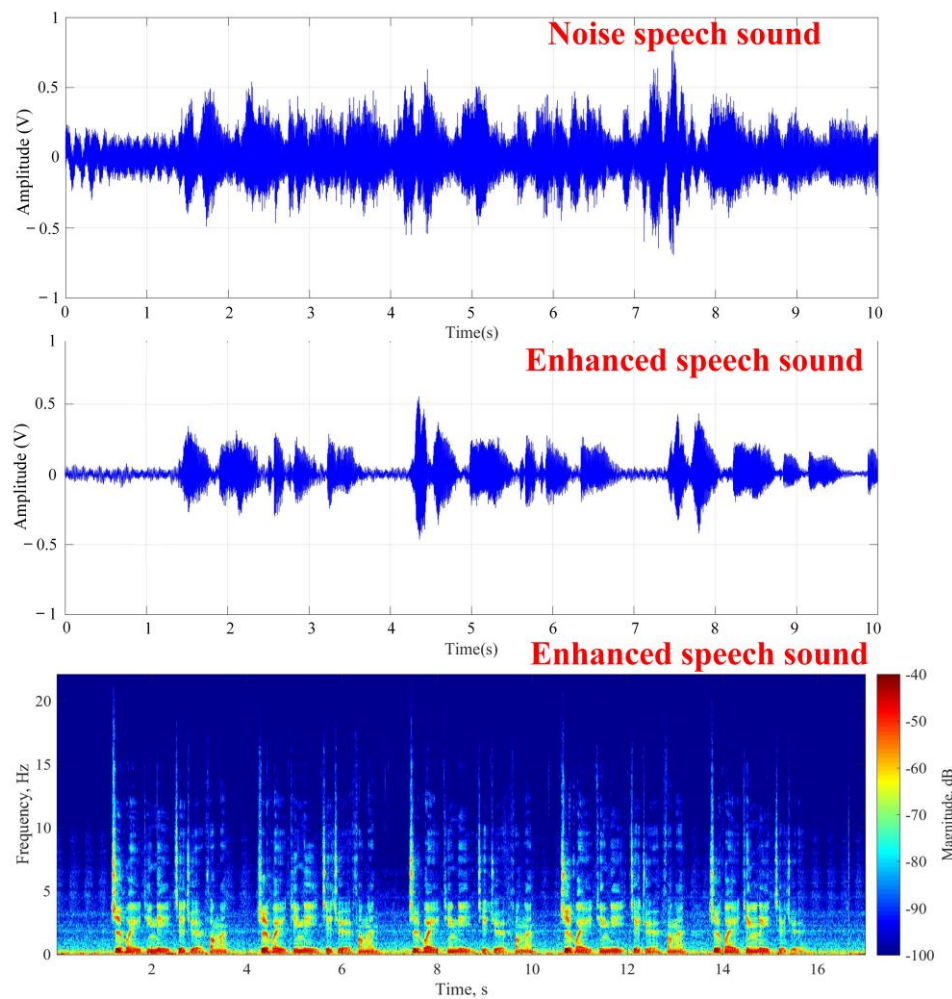 Noise speech sound
1
0.5
0
− 0.5
− 1
Amplitude (V)
0 1 2 3 4 5 6 7 8 9 10
Time(s)
Enhanced speech sound
1
0.5
0
− 0.5
− 1
Amplitude (V)
0 1 2 3 4 5 6 7 8 9 10
Time(s)
Enhanced speech sound
20
15
10
5
0
Frequency, Hz
2 4 6 8 10 12 14 16
Time, s
-40
-50
-60
-70
-80
-90
-100
Magnitude, dB